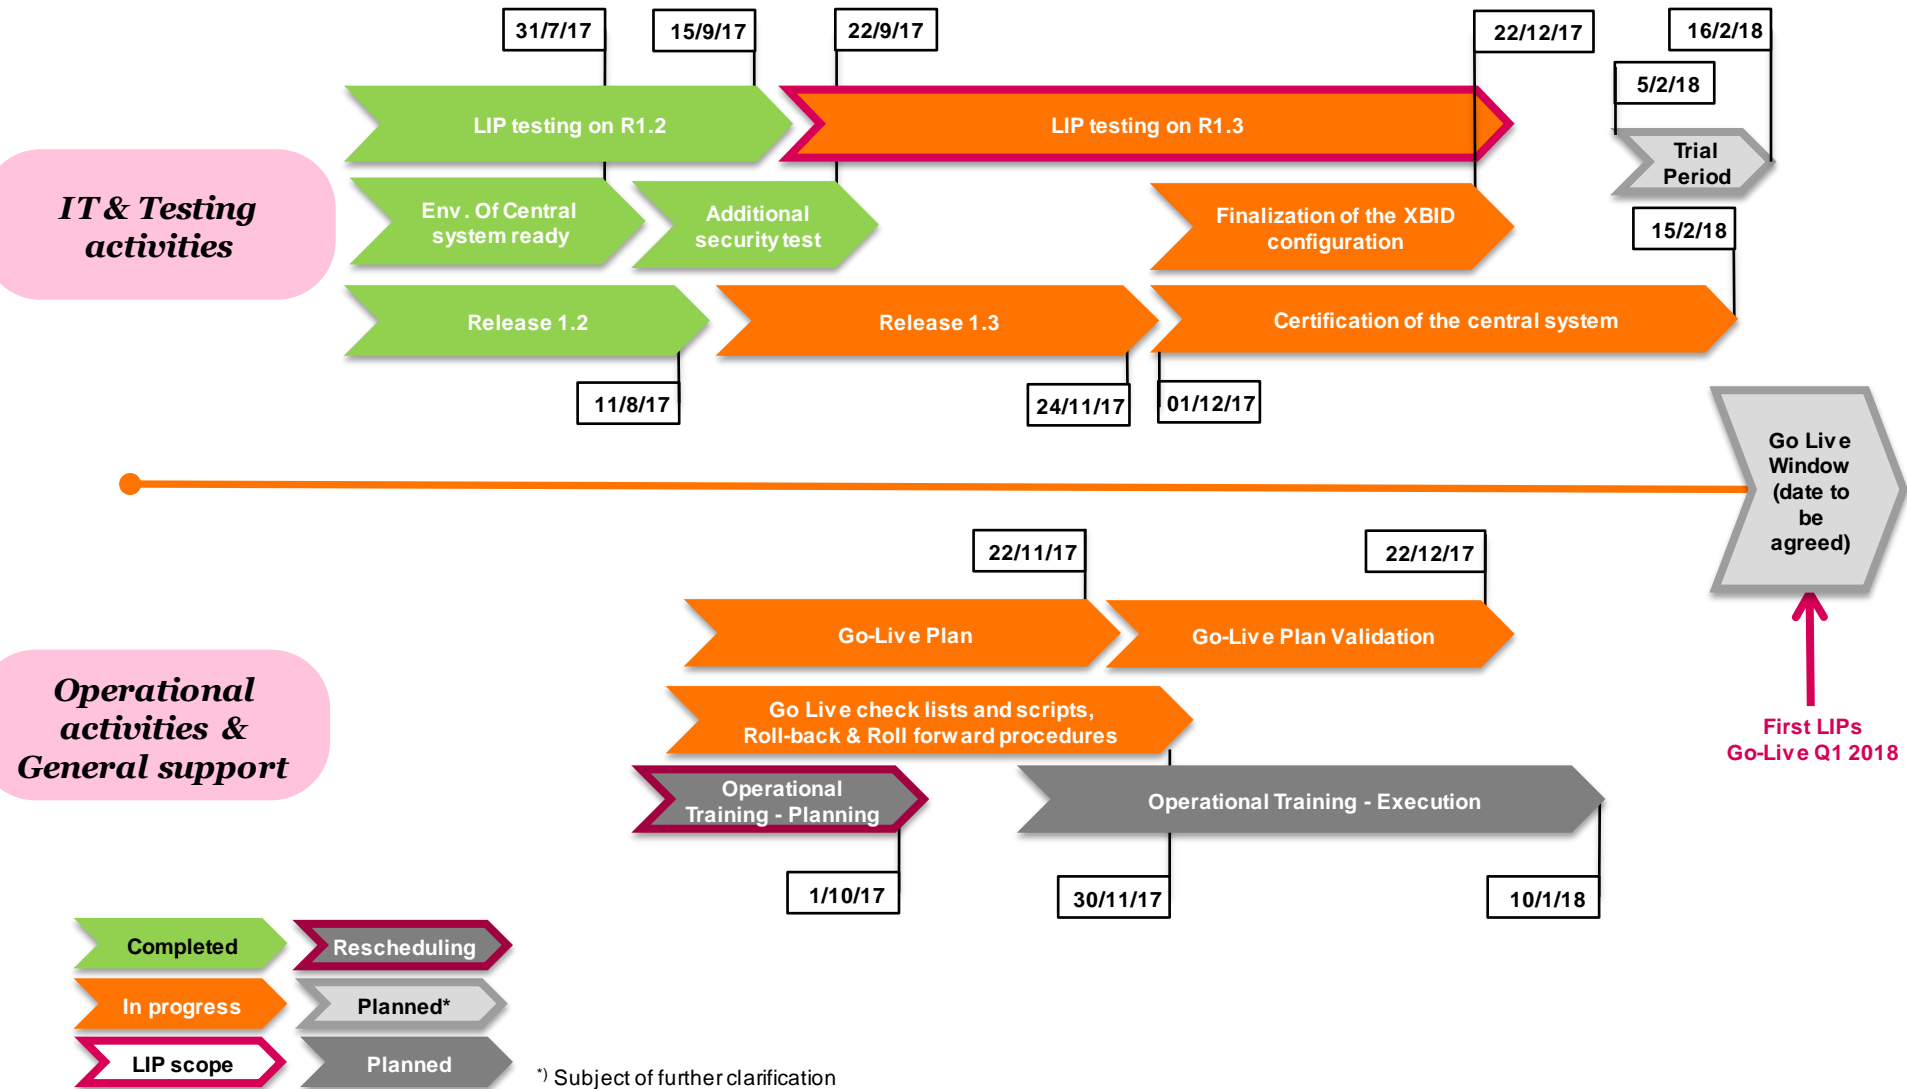 31/7/17
15/9/17
22/9/17
22/12/17
16/2/18
5/2/18
LIP testing on R1.2
LIP testing on R1.3
Trial
Period
IT & Testing
activities
Env. Of Central
system ready
Additional
security test
Finalization of the XBID
configuration
15/2/18
Release 1.2
Release 1.3
Certification of the central system
11/8/17
24/11/17
01/12/17
Go Live
Window
(date to
be
agreed)
22/11/17
22/12/17
Go-Live Plan
Go-Live Plan Validation
Operational
activities &
General support
Go Live check lists and scripts,
Roll-back & Roll forward procedures
First LIPs
Go-Live Q1 2018
Operational
Training - Planning
Operational Training - Execution
1/10/17
30/11/17
10/1/18
Completed
Rescheduling
In progress
Planned*
LIP scope
Planned
*) Subject of further clarification